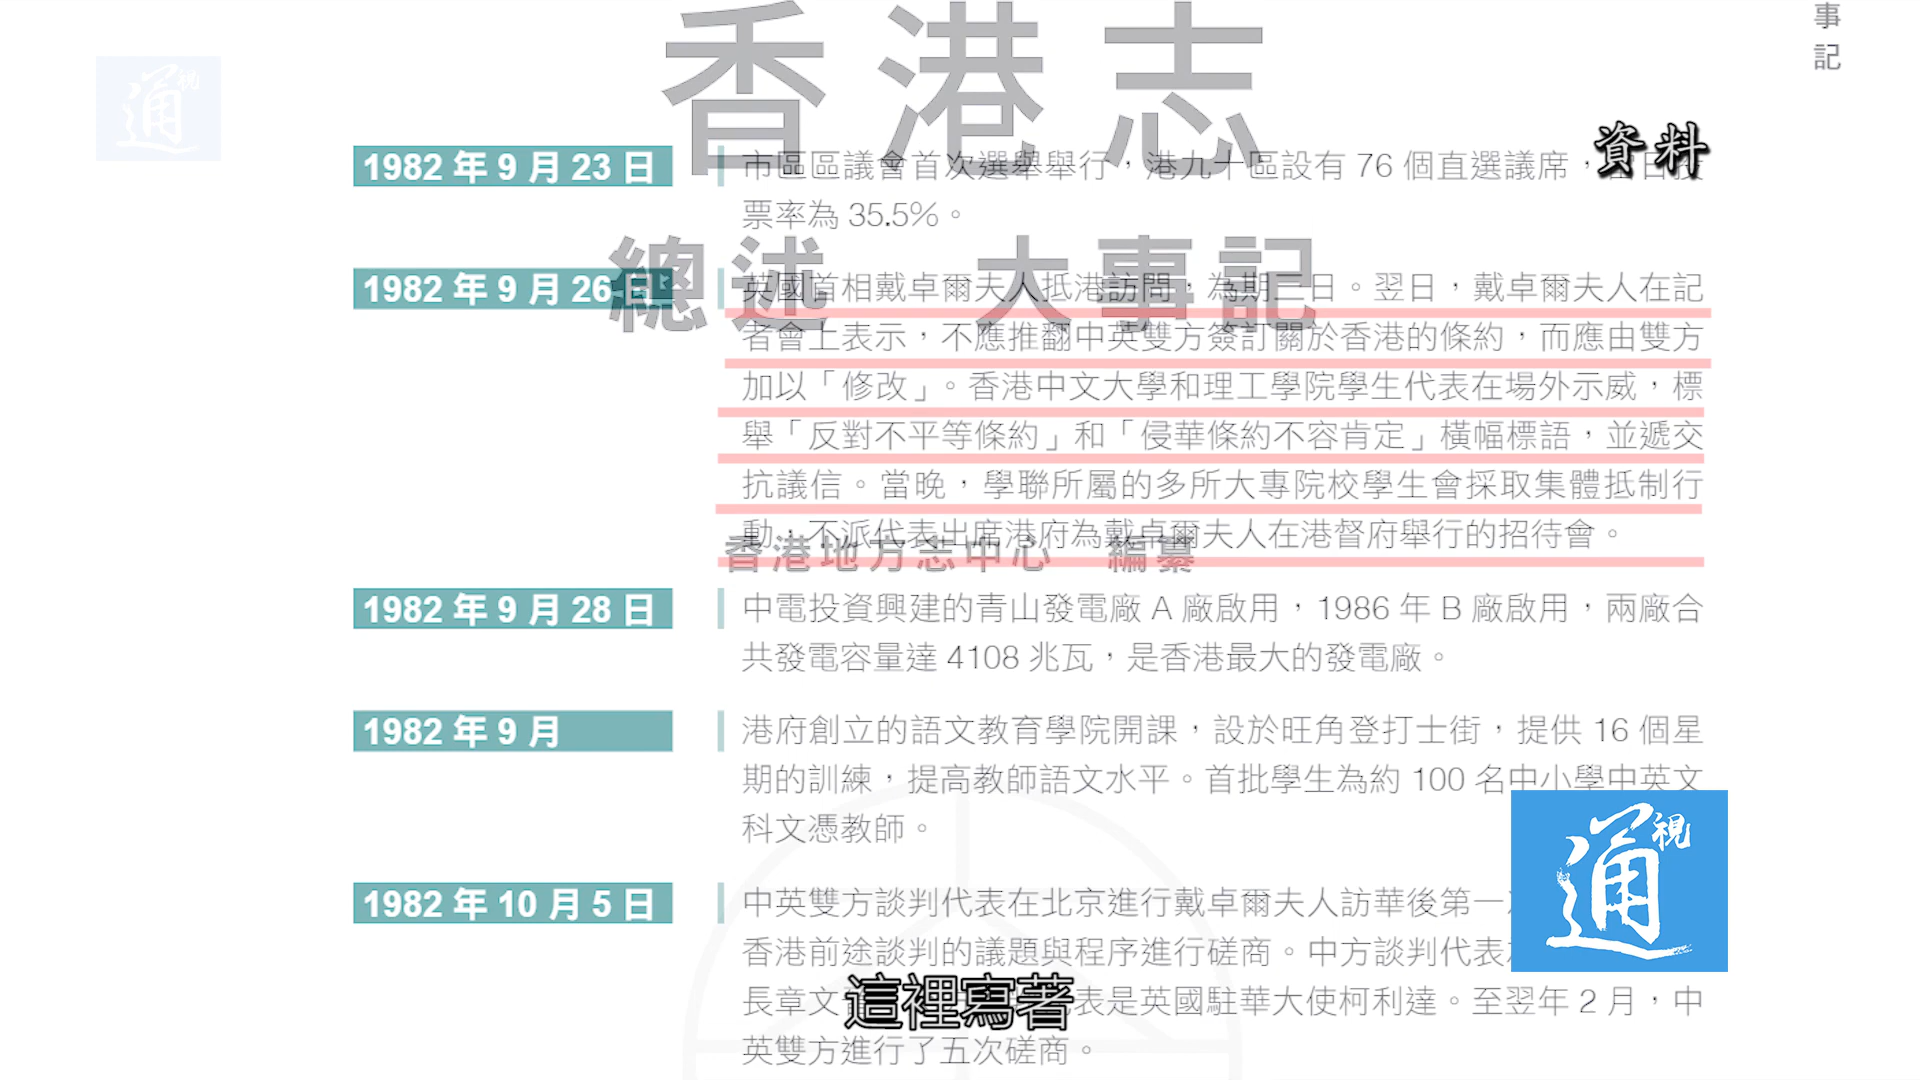 事
記
香港志
資料
1982 年 9 月 23 日
市區區議會首次選舉舉行，港九十區設有 76 個直選議席，當日投
票率為 35.5%。
總述 大事記
1982 年 9 月 26 日
英國首相戴卓爾夫人抵港訪問，為期三日。翌日，戴卓爾夫人在記
者會上表示，不應推翻中英雙方簽訂關於香港的條約，而應由雙方
加以「修改」。香港中文大學和理工學院學生代表在場外示威，標
舉「反對不平等條約」和「侵華條約不容肯定」橫幅標語，並遞交
抗議信。當晚，學聯所屬的多所大專院校學生會採取集體抵制行
動，不派代表出席港府為戴卓爾夫人在港督府舉行的招待會。
香港地方志中心 編纂
1982 年 9 月 28 日
中電投資興建的青山發電廠 A 廠啟用，1986 年 B 廠啟用，兩廠合
共發電容量達 4108 兆瓦，是香港最大的發電廠。
1982 年 9 月
港府創立的語文教育學院開課，設於旺角登打士街，提供 16 個星
期的訓練，提高教師語文水平。首批學生為約 100 名中小學中英文
科文憑教師。
1982 年 10 月 5 日
中英雙方談判代表在北京進行戴卓爾夫人訪華後第一
香港前途談判的議題與程序進行磋商。中方談判代表
長章文 表是英國駐華大使柯利達。至翌年 2 月，中
英雙方進行了五次磋商。
這裡寫著
通視
通視